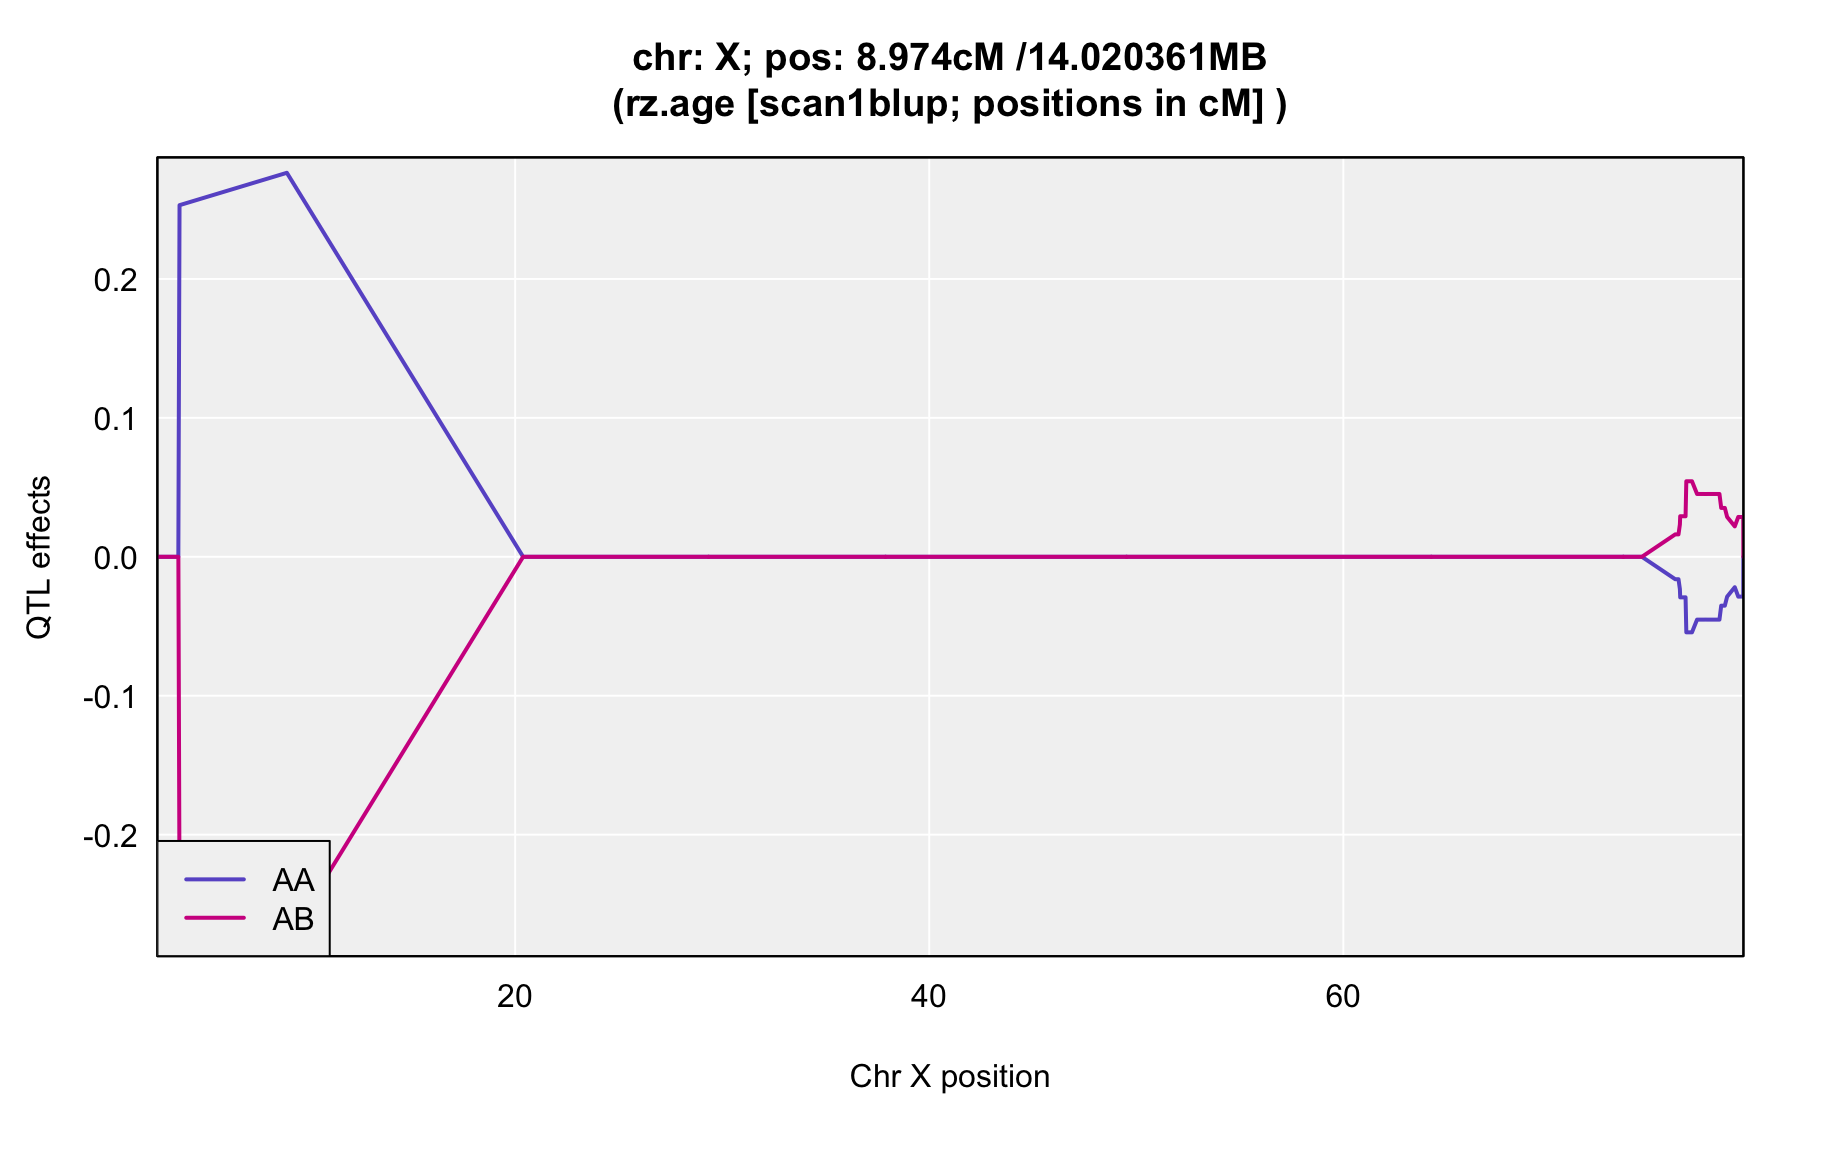 chr: X; pos: 8.974cM /14.020361MB
(rz.age [scan1blup; positions in cM] )
QTL effects
0.2
0.1
0.0
-0.1
-0.2
AA
AB
20 40 60
Chr X position